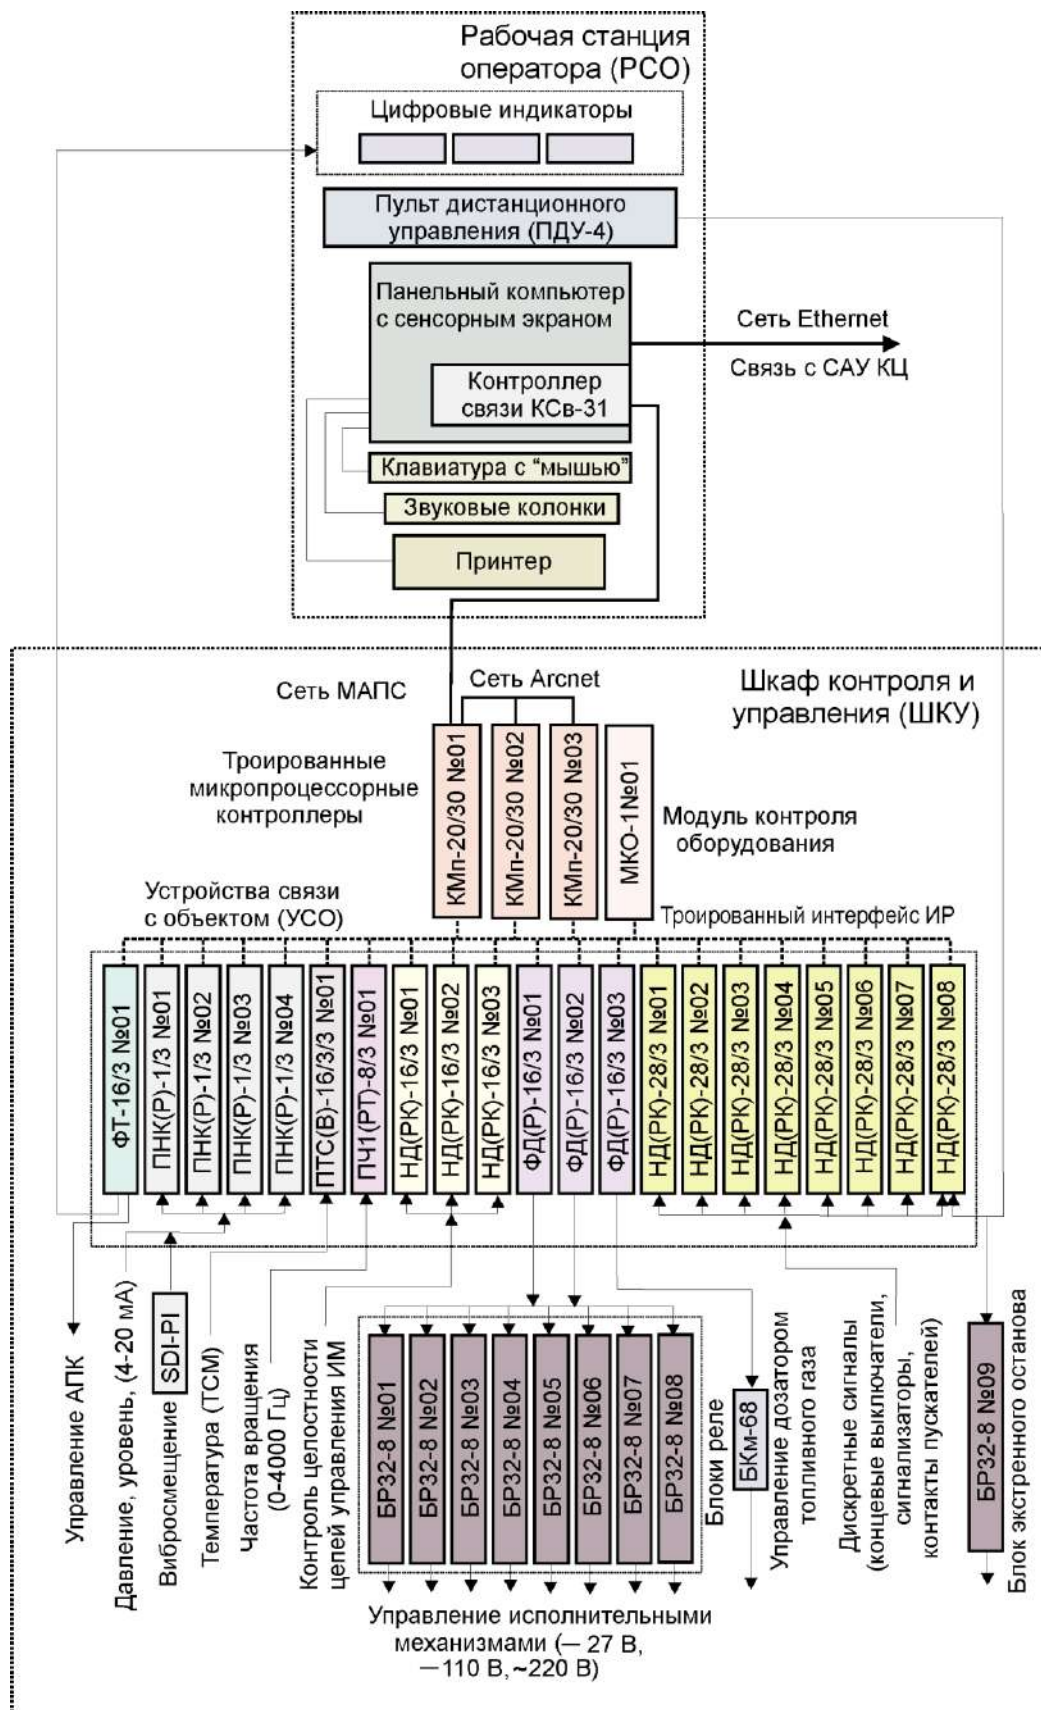 Рабочая станция
оператора (РСО)
Цифровые индикаторы
Пульт дистанционного
управления (ПДУ-4)
Панельный компьютер
с сенсорным экраном
Контроллер
связи КСв-31
Сеть Ethernet
Связь с САУ КЦ
Клавиатура с “мышью”
Звуковые колонки
Принтер
Шкаф контроля и
управления (ШКУ)
Сеть МАПС
Сеть Arcnet
Троированные
микропроцессорные
контроллеры
КМп-20/30 №01
КМп-20/30 №02
КМп-20/30 №03
МКО-1№01
Модуль контроля
оборудования
Устройства связи
с объектом (УСО)
Троированный интерфейс ИР
ФТ-16/3 №01
ПНК(Р)-1/3 №01
ПНК(Р)-1/3 №02
ПНК(Р)-1/3 №03
ПНК(Р)-1/3 №04
ПТС(В)-16/3/3 №01
ПЧ1(РТ)-8/3 №01
НД(РК)-16/3 №01
НД(РК)-16/3 №02
НД(РК)-16/3 №03
ФД(Р)-16/3 №01
ФД(Р)-16/3 №02
ФД(Р)-16/3 №03
НД(РК)-28/3 №01
НД(РК)-28/3 №02
НД(РК)-28/3 №03
НД(РК)-28/3 №04
НД(РК)-28/3 №05
НД(РК)-28/3 №06
НД(РК)-28/3 №07
НД(РК)-28/3 №08
Управление АПК
Давление, уровень, (4-20 мА)
Вибросмещение
SDI-PI
Температура (ТСМ)
Частота вращения
(0-4000 Гц)
Контроль целостности
цепей управления ИМ
БР32-8 №01
БР32-8 №02
БР32-8 №03
БР32-8 №04
БР32-8 №05
БР32-8 №06
БР32-8 №07
БР32-8 №08
Блоки реле
БКм-68
Управление дозатором
топливного газа
Дискретные сигналы
(концевые выключатели,
сигнализаторы,
контакты пускателей)
БР32-8 №09
Блок экстренного останова
Управление исполнительными
механизмами (— 27 В,
—110 В,~220 В)